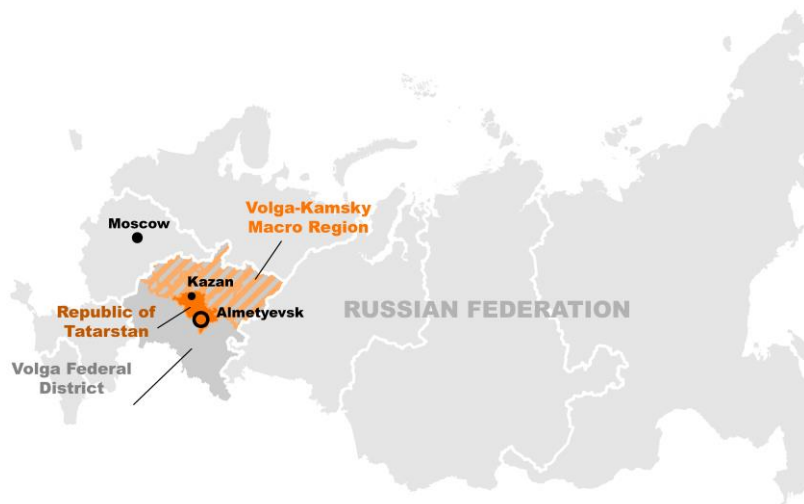 Volga-Kamsky
Macro Region
Moscow
Kazan
Republic of
Tatarstan
Almetyevsk
RUSSIAN FEDERATION
Volga Federal
District